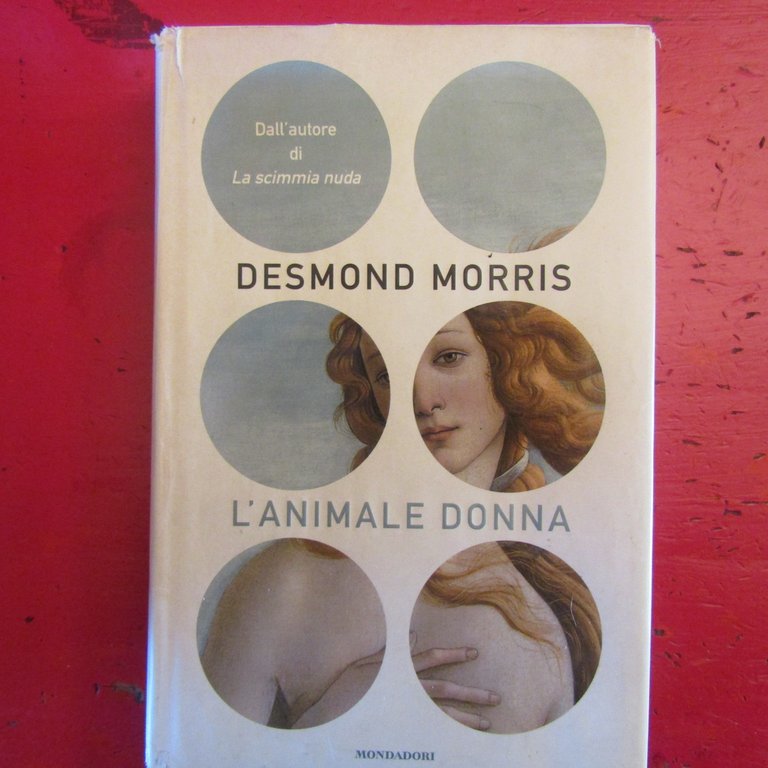 Dall'autore
di
La scimmia nuda
DESMOND MORRIS
L'ANIMALE DONNA
MONDADORI